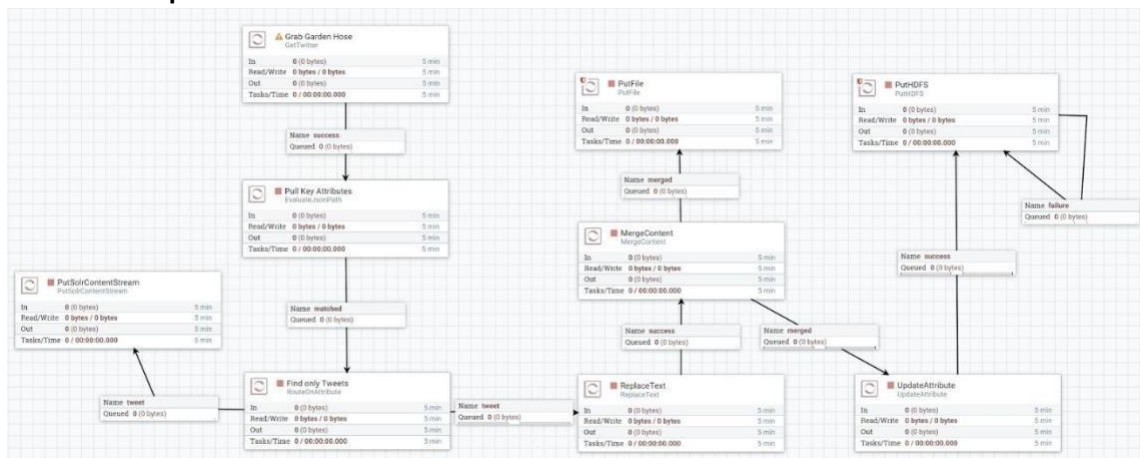 Grab Garden Hose
GetTwitter
In 0 (0 bytes) 5 min
Read/Write 0 bytes / 0 bytes 5 min
Out 0 (0 bytes) 5 min
Tasks/Time 0 / 00:00:00.000 5 min
Name success
Queued 0 (0 bytes)
Pull Key Attributes
EvaluateJsonPath
In 0 (0 bytes) 5 min
Read/Write 0 bytes / 0 bytes 5 min
Out 0 (0 bytes) 5 min
Tasks/Time 0 / 00:00:00.000 5 min
Name matched
Queued 0 (0 bytes)
PutSolrContentStream
PutSolrContentStream
In 0 (0 bytes) 5 min
Read/Write 0 bytes / 0 bytes 5 min
Out 0 (0 bytes) 5 min
Tasks/Time 0 / 00:00:00.000 5 min
Name tweet
Queued 0 (0 bytes)
Find only Tweets
RouteOnAttribute
In 0 (0 bytes) 5 min
Read/Write 0 bytes / 0 bytes 5 min
Out 0 (0 bytes) 5 min
Tasks/Time 0 / 00:00:00.000 5 min
Name tweet
Queued 0 (0 bytes)
PutFile
PutFile
In 0 (0 bytes) 5 min
Read/Write 0 bytes / 0 bytes 5 min
Out 0 (0 bytes) 5 min
Tasks/Time 0 / 00:00:00.000 5 min
Name merged
Queued 0 (0 bytes)
MergeContent
MergeContent
In 0 (0 bytes) 5 min
Read/Write 0 bytes / 0 bytes 5 min
Out 0 (0 bytes) 5 min
Tasks/Time 0 / 00:00:00.000 5 min
Name success
Queued 0 (0 bytes)
Name merged
Queued 0 (0 bytes)
ReplaceText
ReplaceText
In 0 (0 bytes) 5 min
Read/Write 0 bytes / 0 bytes 5 min
Out 0 (0 bytes) 5 min
Tasks/Time 0 / 00:00:00.000 5 min
PutHDFS
PutHDFS
In 0 (0 bytes) 5 min
Read/Write 0 bytes / 0 bytes 5 min
Out 0 (0 bytes) 5 min
Tasks/Time 0 / 00:00:00.000 5 min
Name failure
Queued 0 (0 bytes)
Name success
Queued 0 (0 bytes)
UpdateAttribute
UpdateAttribute
In 0 (0 bytes) 5 min
Read/Write 0 bytes / 0 bytes 5 min
Out 0 (0 bytes) 5 min
Tasks/Time 0 / 00:00:00.000 5 min